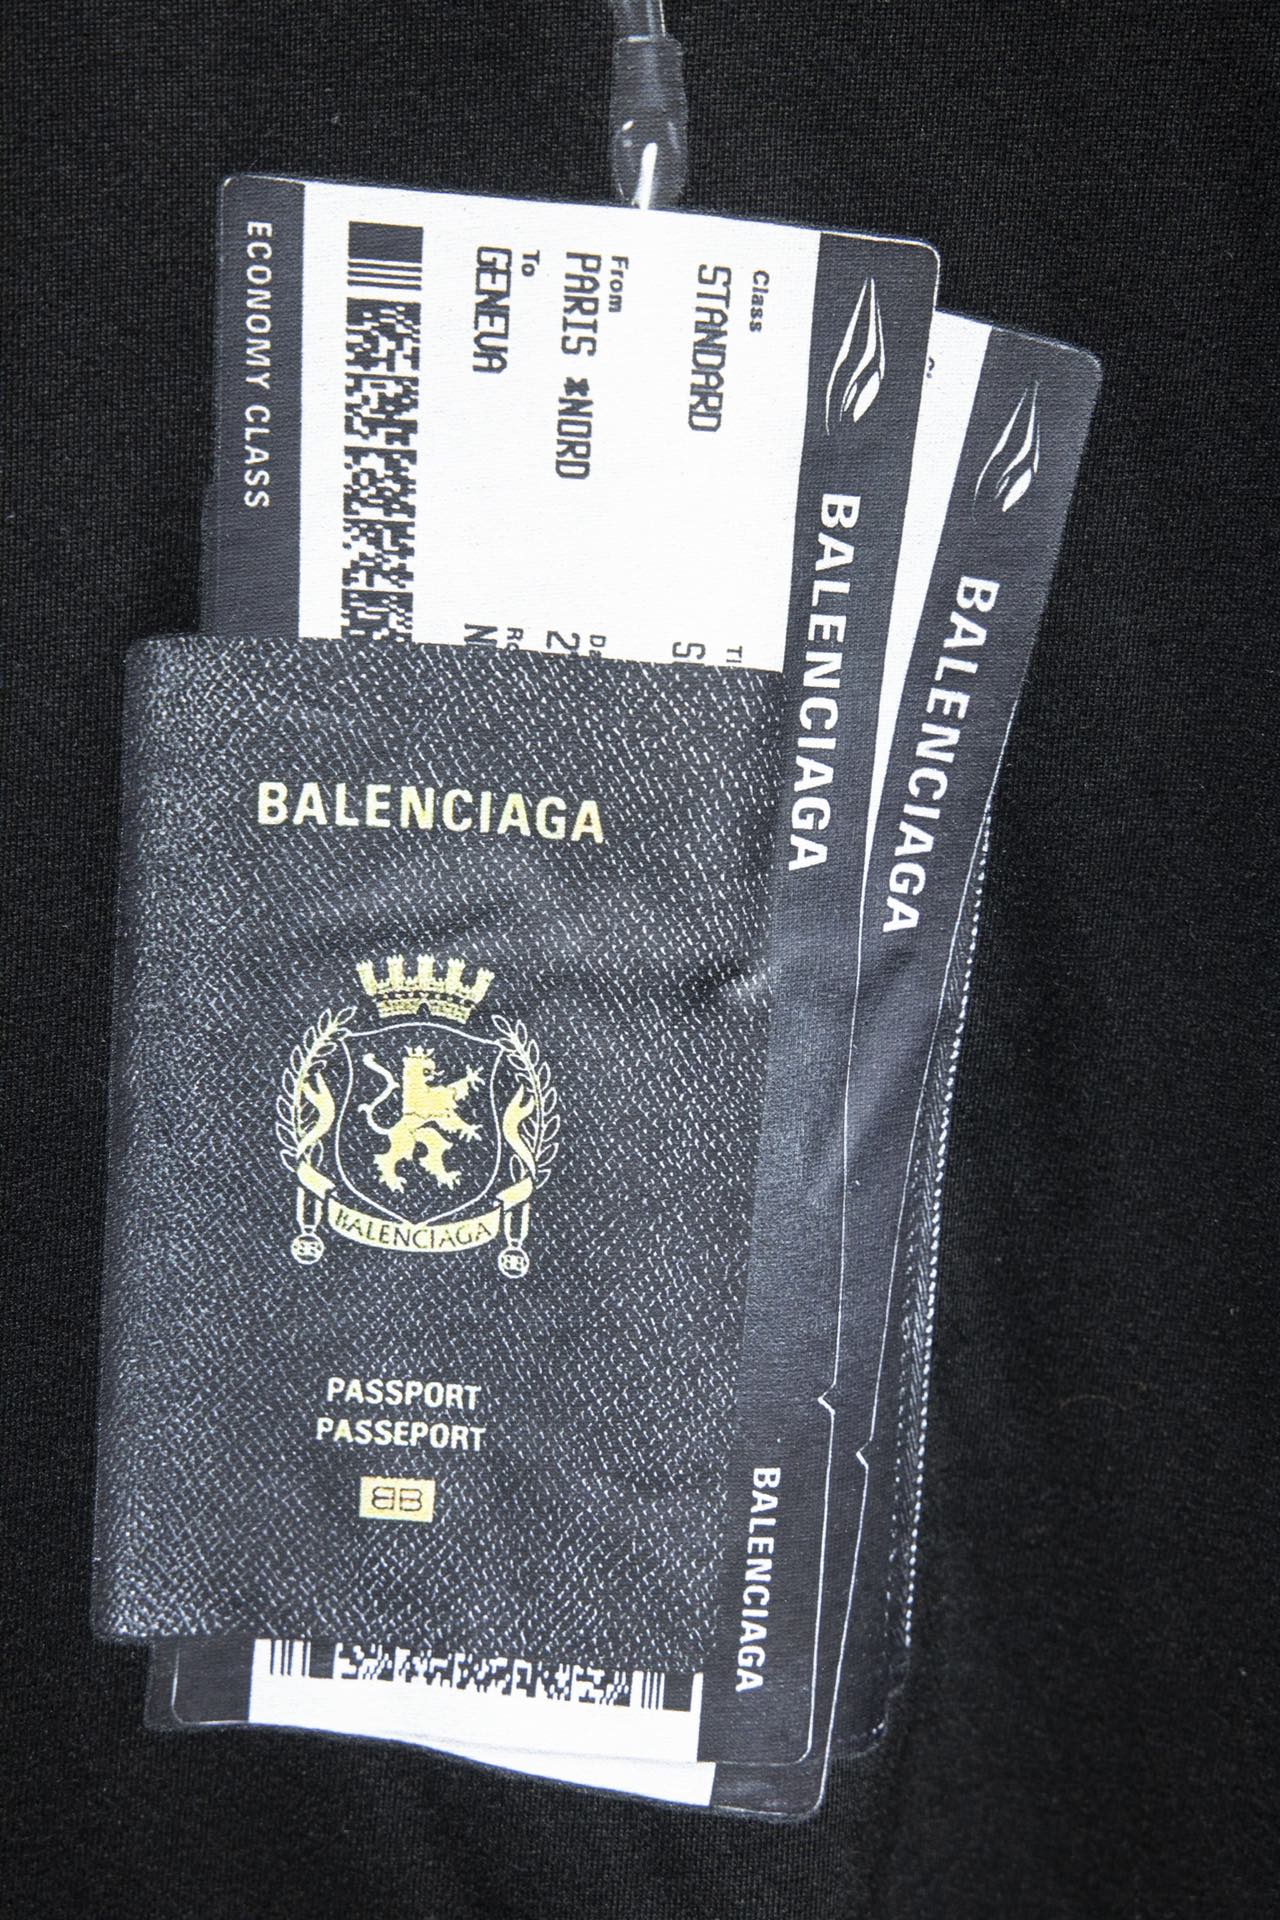 ECONOMY CLASS
Class
STANDARD
From
PARIS *NORD
To
GENEVA
BALENCIAGA
BALENCIAGA
BALENCIAGA
BALENCIAGA
PASSPORT
PASSEPORT
BB
BALENCIAGA